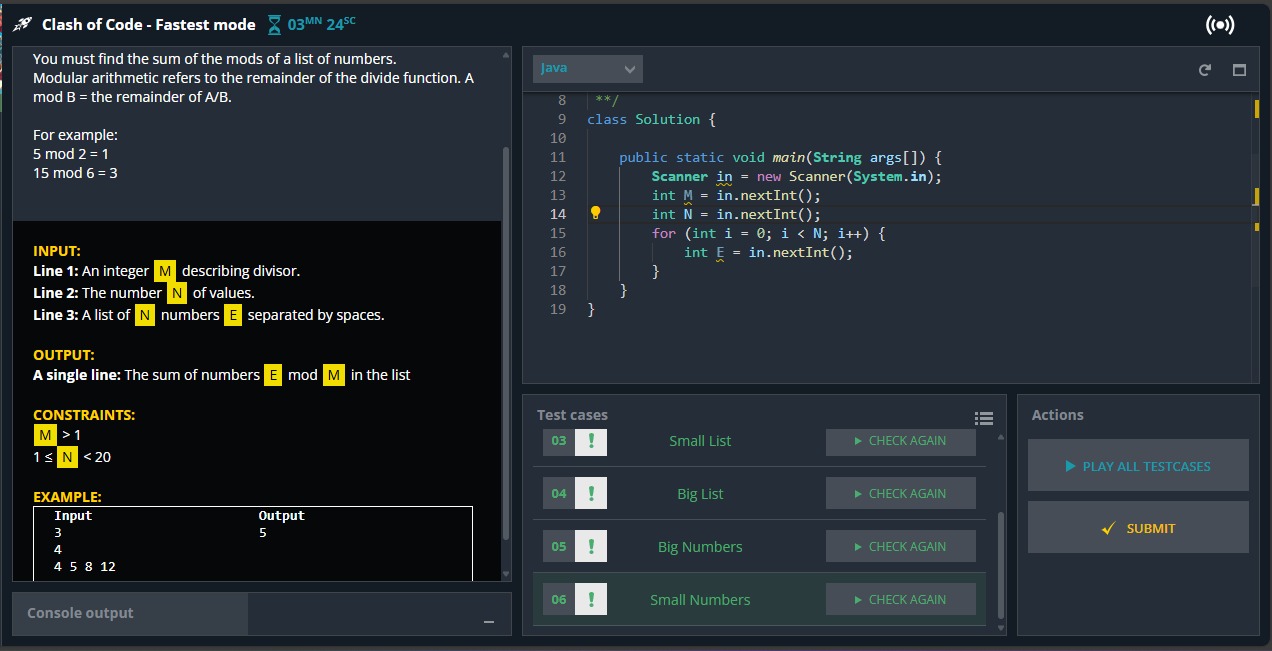 Clash of Code - Fastest mode 03MN 24SC
You must find the sum of the mods of a list of numbers.
Modular arithmetic refers to the remainder of the divide function. A
mod B = the remainder of A/B.
For example:
5 mod 2 = 1
15 mod 6 = 3
INPUT:
Line 1: An integer M describing divisor.
Line 2: The number N of values.
Line 3: A list of N numbers E separated by spaces.
OUTPUT:
A single line: The sum of numbers E mod M in the list
CONSTRAINTS:
M > 1
1 ≤ N < 20
EXAMPLE:
Input Output
3 5
4
4 5 8 12
Console output
Java
8 **/
9 class Solution {
10
11 public static void main(String args[]) {
12 Scanner in = new Scanner(System.in);
13 int M = in.nextInt();
14 int N = in.nextInt();
15 for (int i = 0; i < N; i++) {
16 int E = in.nextInt();
17 }
18 }
19 }
Test cases
03 ! Small List CHECK AGAIN
04 ! Big List CHECK AGAIN
05 ! Big Numbers CHECK AGAIN
06 ! Small Numbers CHECK AGAIN
Actions
PLAY ALL TESTCASES
SUBMIT